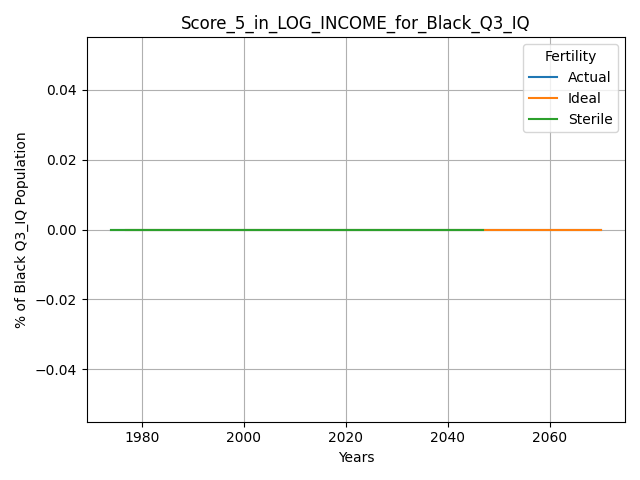 Score_5_in_LOG_INCOME_for_Black_Q3_IQ
Fertility
Actual
Ideal
Sterile
% of Black Q3_IQ Population
0.04
0.02
0.00
−0.02
−0.04
1980 2000 2020 2040 2060
Years